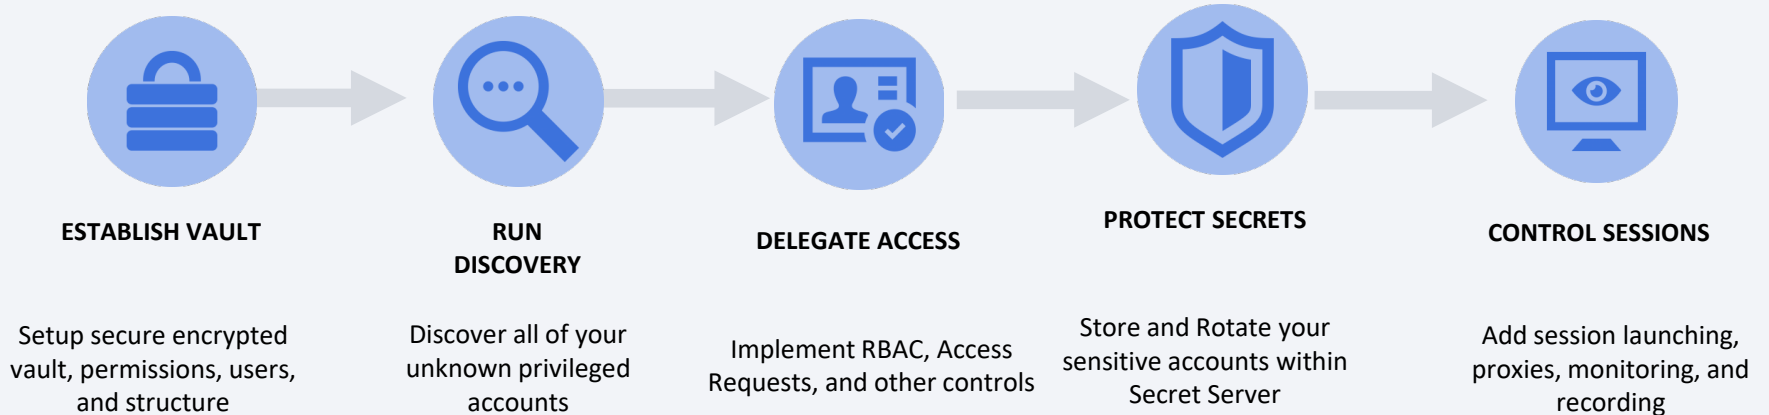 ESTABLISH VAULT
Setup secure encrypted
vault, permissions, users,
and structure
RUN
DISCOVERY
Discover all of your
unknown privileged
accounts
DELEGATE ACCESS
Implement RBAC, Access
Requests, and other controls
PROTECT SECRETS
Store and Rotate your
sensitive accounts within
Secret Server
CONTROL SESSIONS
Add session launching,
proxies, monitoring, and
recording